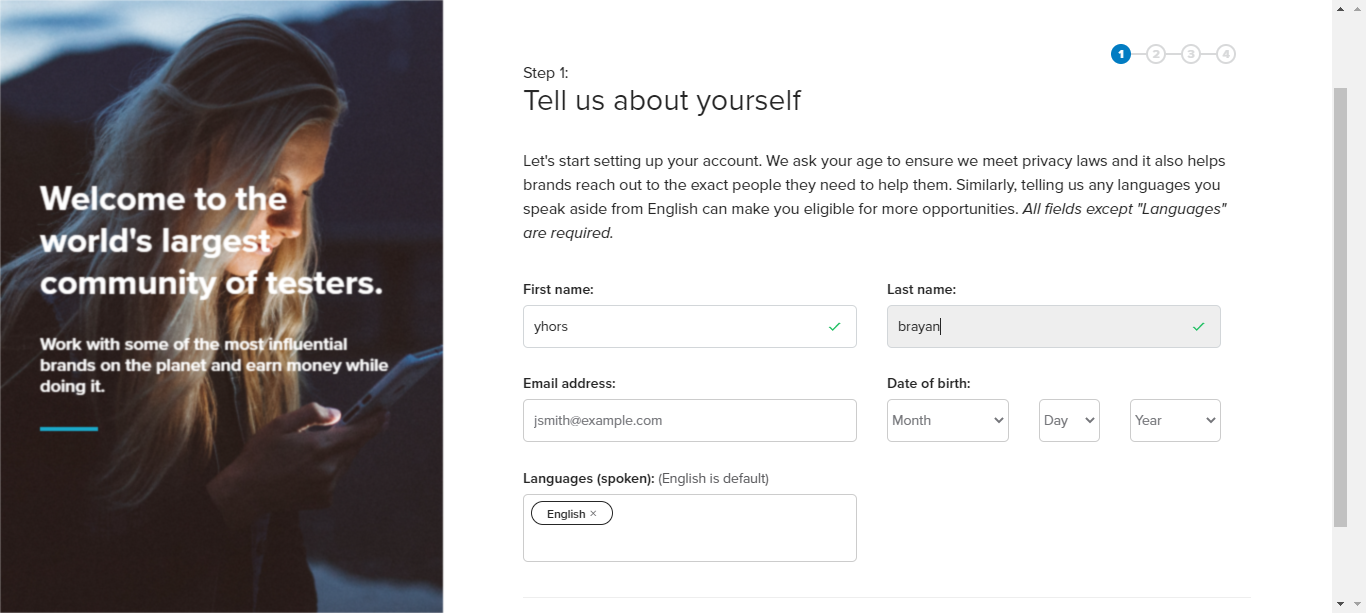 Welcome to the
world's largest
community of testers.
Work with some of the most influential
brands on the planet and earn money while
doing it.
1 2 3 4
Step 1:
Tell us about yourself
Let's start setting up your account. We ask your age to ensure we meet privacy laws and it also helps
brands reach out to the exact people they need to help them. Similarly, telling us any languages you
speak aside from English can make you eligible for more opportunities. All fields except "Languages"
are required.
First name: Last name:
yhors brayan
Email address: Date of birth:
jsmith@example.com Month Day Year
Languages (spoken): (English is default)
English ×